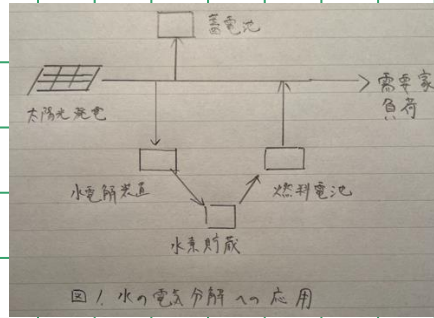 蓄電池
太陽光発電
需要家
負荷
水電解装置
燃料電池
水素貯蔵
図1. 水の電気分解への応用